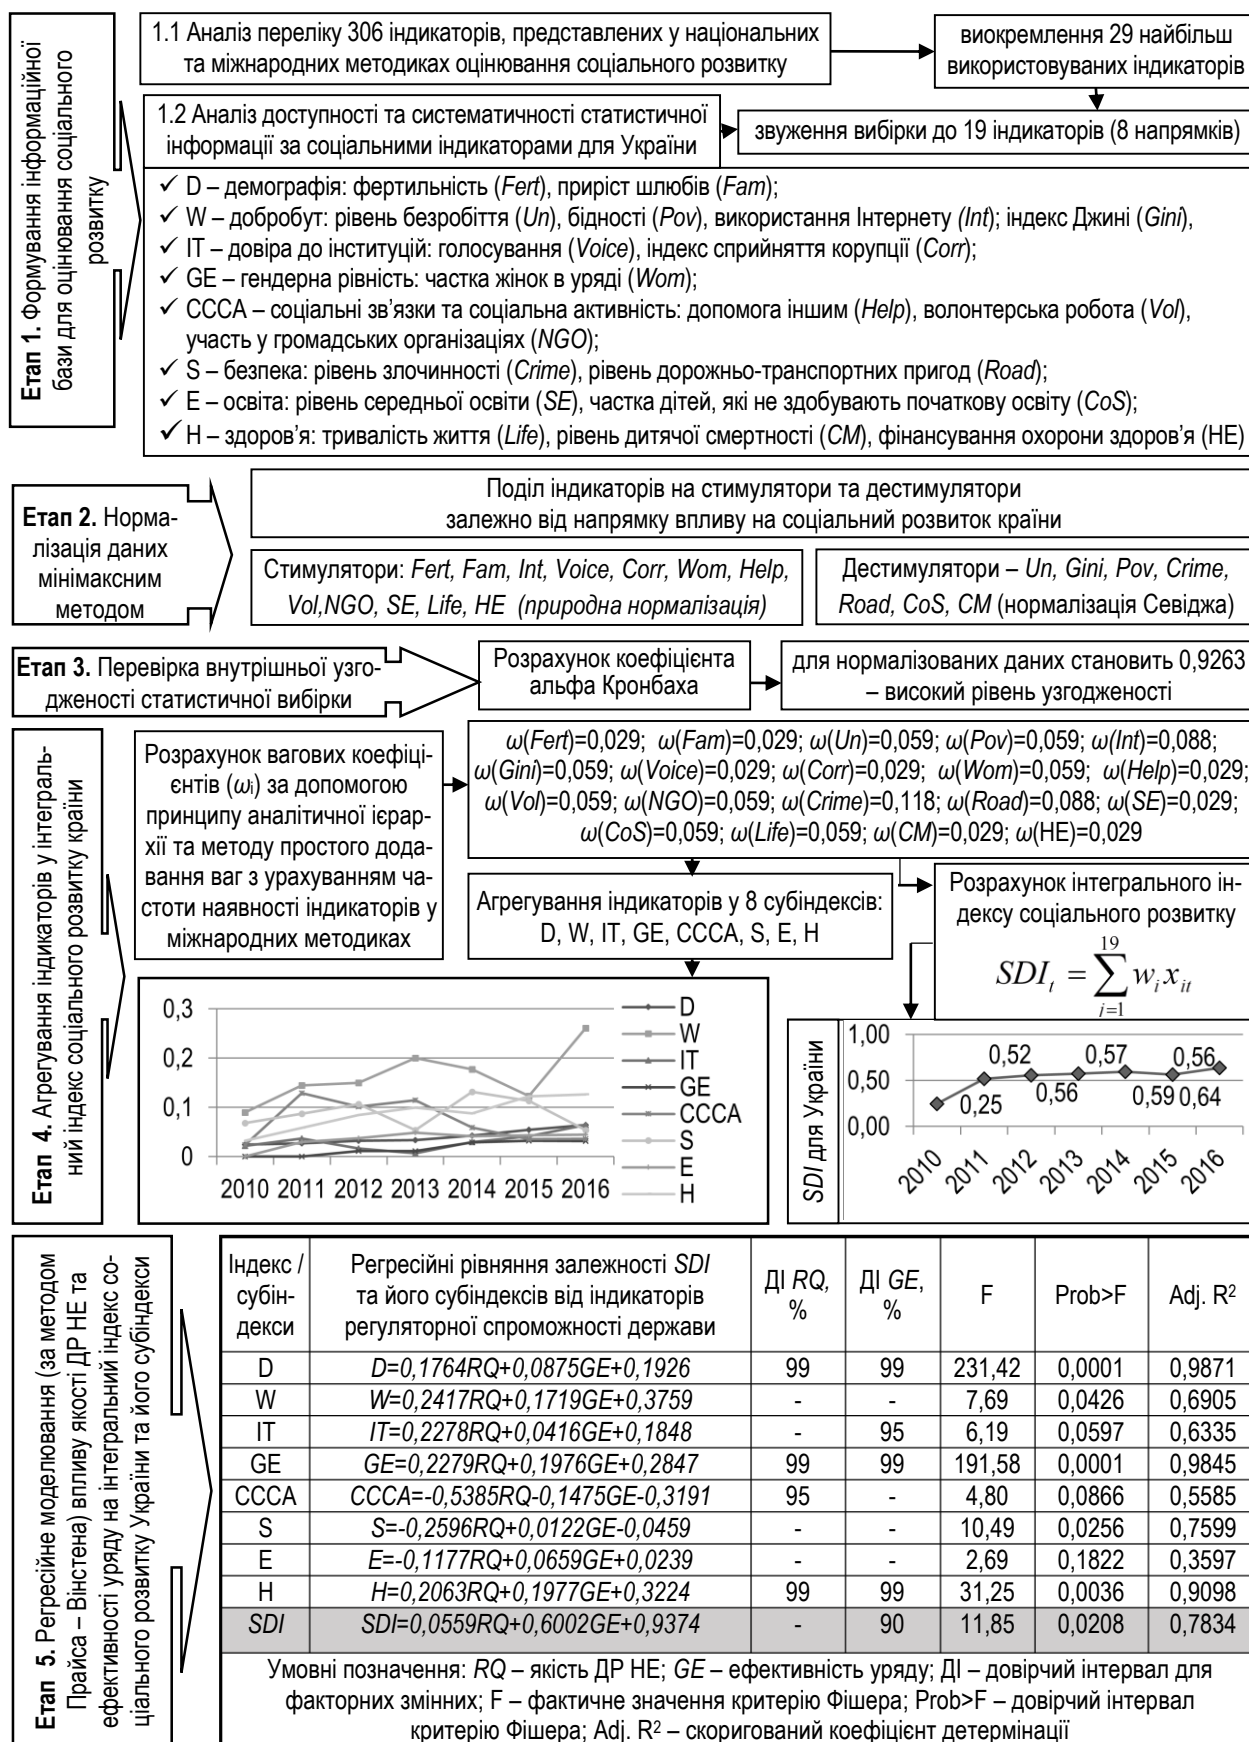 Етап 1. Формування інформаційної
бази для оцінювання соціального
розвитку
1.1 Аналіз переліку 306 індикаторів, представлених у національних
та міжнародних методиках оцінювання соціального розвитку
виокремлення 29 найбільш
використовуваних індикаторів
1.2 Аналіз доступності та систематичності статистичної
інформації за соціальними індикаторами для України
звуження вибірки до 19 індикаторів (8 напрямків)
✓ D – демографія: фертильність (Fert), приріст шлюбів (Fam);
✓ W – добробут: рівень безробіття (Un), бідності (Pov), використання Інтернету (Int); індекс Джині (Gini),
✓ IT – довіра до інституцій: голосування (Voice), індекс сприйняття корупції (Corr);
✓ GE – гендерна рівність: частка жінок в уряді (Wom);
✓ CCCA – соціальні зв’язки та соціальна активність: допомога іншим (Help), волонтерська робота (Vol),
участь у громадських організаціях (NGO);
✓ S – безпека: рівень злочинності (Crime), рівень дорожньо-транспортних пригод (Road);
✓ E – освіта: рівень середньої освіти (SE), частка дітей, які не здобувають початкову освіту (CoS);
✓ H – здоров’я: тривалість життя (Life), рівень дитячої смертності (CM), фінансування охорони здоров’я (HE)
Етап 2. Норма-
лізація даних
мінімаксним
методом
Поділ індикаторів на стимулятори та дестимулятори
залежно від напрямку впливу на соціальний розвиток країни
Стимулятори: Fert, Fam, Int, Voice, Corr, Wom, Help,
Vol,NGO, SE, Life, HE (природна нормалізація)
Дестимулятори – Un, Gini, Pov, Crime,
Road, CoS, CM (нормалізація Севіджа)
Етап 3. Перевірка внутрішньої узго-
дженості статистичної вибірки
Розрахунок коефіцієнта
альфа Кронбаха
для нормалізованих даних становить 0,9263
– високий рівень узгодженості
Етап 4. Агрегування індикаторів у інтеграль-
ний індекс соціального розвитку країни
Розрахунок вагових коефіці-
єнтів (ωi) за допомогою
принципу аналітичної ієрар-
хії та методу простого дода-
вання ваг з урахуванням ча-
стоти наявності індикаторів у
міжнародних методиках
ω(Fert)=0,029; ω(Fam)=0,029; ω(Un)=0,059; ω(Pov)=0,059; ω(Int)=0,088;
ω(Gini)=0,059; ω(Voice)=0,029; ω(Corr)=0,029; ω(Wom)=0,059; ω(Help)=0,029;
ω(Vol)=0,059; ω(NGO)=0,059; ω(Crime)=0,118; ω(Road)=0,088; ω(SE)=0,029;
ω(CoS)=0,059; ω(Life)=0,059; ω(CM)=0,029; ω(HE)=0,029
Агрегування індикаторів у 8 субіндексів:
D, W, IT, GE, CCCA, S, E, H
Розрахунок інтегрального ін-
дексу соціального розвитку
19
SDI_t = ∑ w_i x_it
i=1
0,3
0,2
0,1
0
2010 2011 2012 2013 2014 2015 2016
D
W
IT
GE
CCCA
S
E
H
SDI для України
1,00
0,50
0,00
0,25
0,52
0,56
0,57
0,59
0,56
0,64
2010
2011
2012
2013
2014
2015
2016
Етап 5. Регресійне моделювання (за методом
Прайса – Вінстена) впливу якості ДР НЕ та
ефективності уряду на інтегральний індекс со-
ціального розвитку України та його субіндекси
Індекс / субін- декси | Регресійні рівняння залежності SDI та його субіндексів від індикаторів регуляторної спроможності держави | ДІ RQ, % | ДІ GE, % | F | Prob>F | Adj. R²
D | D=0,1764RQ+0,0875GE+0,1926 | 99 | 99 | 231,42 | 0,0001 | 0,9871
W | W=0,2417RQ+0,1719GE+0,3759 | - | - | 7,69 | 0,0426 | 0,6905
IT | IT=0,2278RQ+0,0416GE+0,1848 | - | 95 | 6,19 | 0,0597 | 0,6335
GE | GE=0,2279RQ+0,1976GE+0,2847 | 99 | 99 | 191,58 | 0,0001 | 0,9845
CCCA | CCCA=-0,5385RQ-0,1475GE-0,3191 | 95 | - | 4,80 | 0,0866 | 0,5585
S | S=-0,2596RQ+0,0122GE-0,0459 | - | - | 10,49 | 0,0256 | 0,7599
E | E=-0,1177RQ+0,0659GE+0,0239 | - | - | 2,69 | 0,1822 | 0,3597
H | H=0,2063RQ+0,1977GE+0,3224 | 99 | 99 | 31,25 | 0,0036 | 0,9098
SDI | SDI=0,0559RQ+0,6002GE+0,9374 | - | 90 | 11,85 | 0,0208 | 0,7834
Умовні позначення: RQ – якість ДР НЕ; GE – ефективність уряду; ДІ – довірчий інтервал для
факторних змінних; F – фактичне значення критерію Фішера; Prob>F – довірчий інтервал
критерію Фішера; Adj. R² – скоригований коефіцієнт детермінації